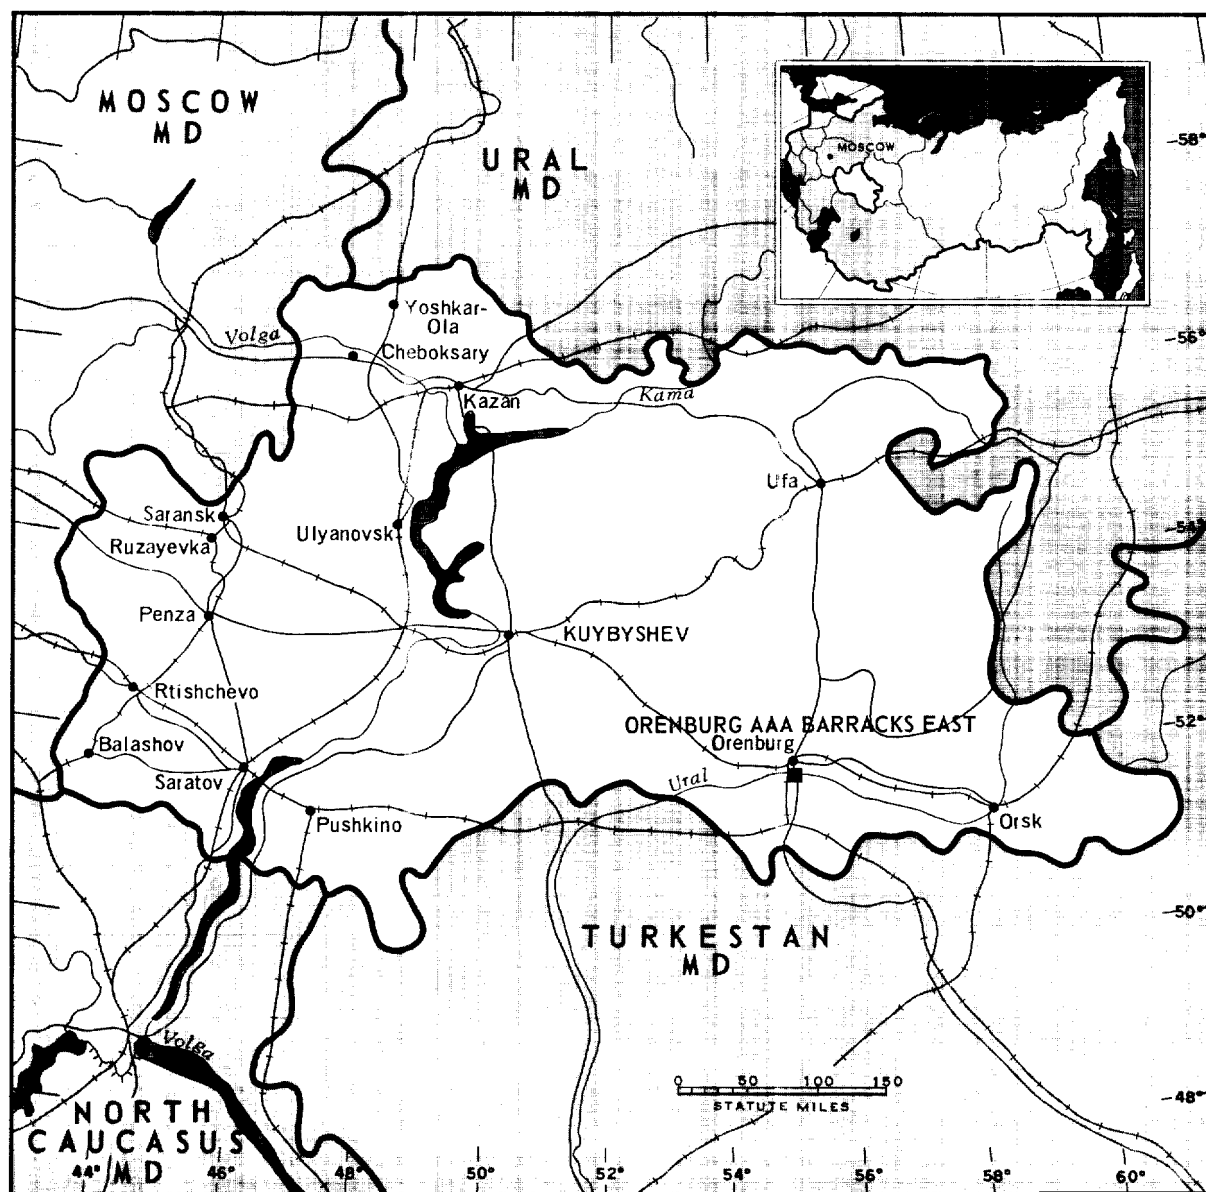 MOSCOW
MD
URAL
MD
MOSCOW
58°
Yoshkar-
Ola
Volga
Cheboksary
56°
Kazan
Kama
Ufa
Saransk
Ulyanovsk
54°
Ruzayevka
Penza
KUYBYSHEV
Rtishchevo
52°
ORENBURG AAA BARRACKS EAST
Balashov
Orenburg
Saratov
Ural
Pushkino
Orsk
50°
TURKESTAN
MD
Volga
0 50 100 150
STATUTE MILES
48°
NORTH
CAUCASUS
MD
44° 46° 48° 50° 52° 54° 56° 58° 60°